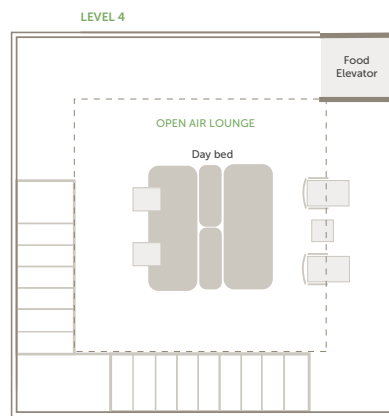 LEVEL 4
Food
Elevator
OPEN AIR LOUNGE
Day bed